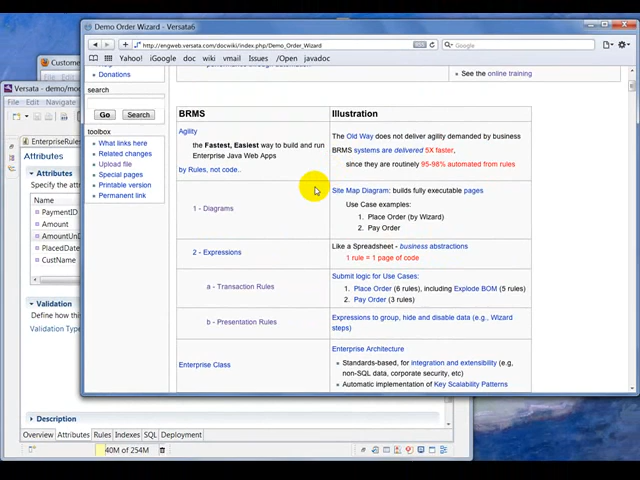 Demo Order Wizard - Versata6
http://engweb.versata.com/docwiki/index.php/Demo_Order_Wizard
Google
Yahoo! iGoogle doc wiki vmail Issues /Open javadoc
Donations
See the online training
search
Go Search
toolbox
What links here
Related changes
Upload file
Special pages
Printable version
Permanent link
BRMS Illustration
Agility
the Fastest, Easiest way to build and run
Enterprise Java Web Apps
by Rules, not code..
The Old Way does not deliver agility demanded by business
BRMS systems are delivered 5X faster,
since they are routinely 95-98% automated from rules
1 - Diagrams
Site Map Diagram: builds fully executable pages
Use Case examples:
1. Place Order (by Wizard)
2. Pay Order
2 - Expressions
Like a Spreadsheet - business abstractions
1 rule = 1 page of code
a - Transaction Rules
Submit logic for Use Cases:
1. Place Order (6 rules), including Explode BOM (5 rules)
2. Pay Order (3 rules)
b - Presentation Rules
Expressions to group, hide and disable data (e.g., Wizard
steps)
Enterprise Class
Enterprise Architecture
Standards-based, for integration and extensibility (e.g,
non-SQL data, corporate security, etc)
Automatic implementation of Key Scalability Patterns
Custome
Versata - demo/mod
File Edit Navigate
EnterpriseRules
Attributes
Attributes
Specify the att
Name
PaymentID
Amount
AmountUn
PlacedDate
CustName
Validation
Define how this
Validation Type
Description
Overview Attributes Rules Indexes SQL Deployment
40M of 254M